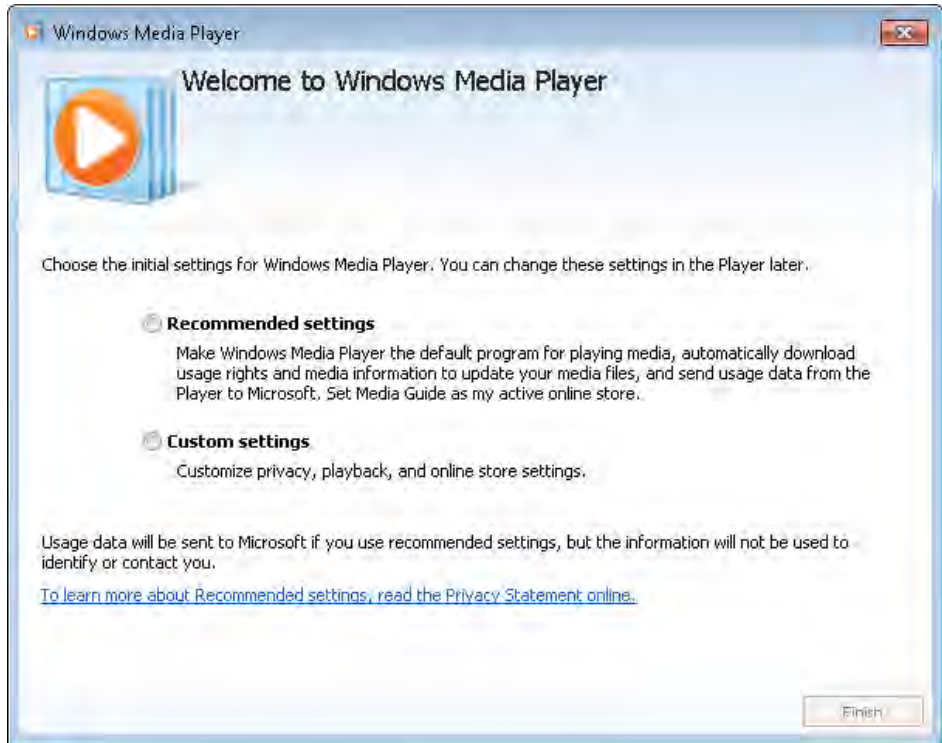 Windows Media Player
Welcome to Windows Media Player
Choose the initial settings for Windows Media Player. You can change these settings in the Player later.
Recommended settings
Make Windows Media Player the default program for playing media, automatically download
usage rights and media information to update your media files, and send usage data from the
Player to Microsoft. Set Media Guide as my active online store.
Custom settings
Customize privacy, playback, and online store settings.
Usage data will be sent to Microsoft if you use recommended settings, but the information will not be used to
identify or contact you.
To learn more about Recommended settings, read the Privacy Statement online.
Finish